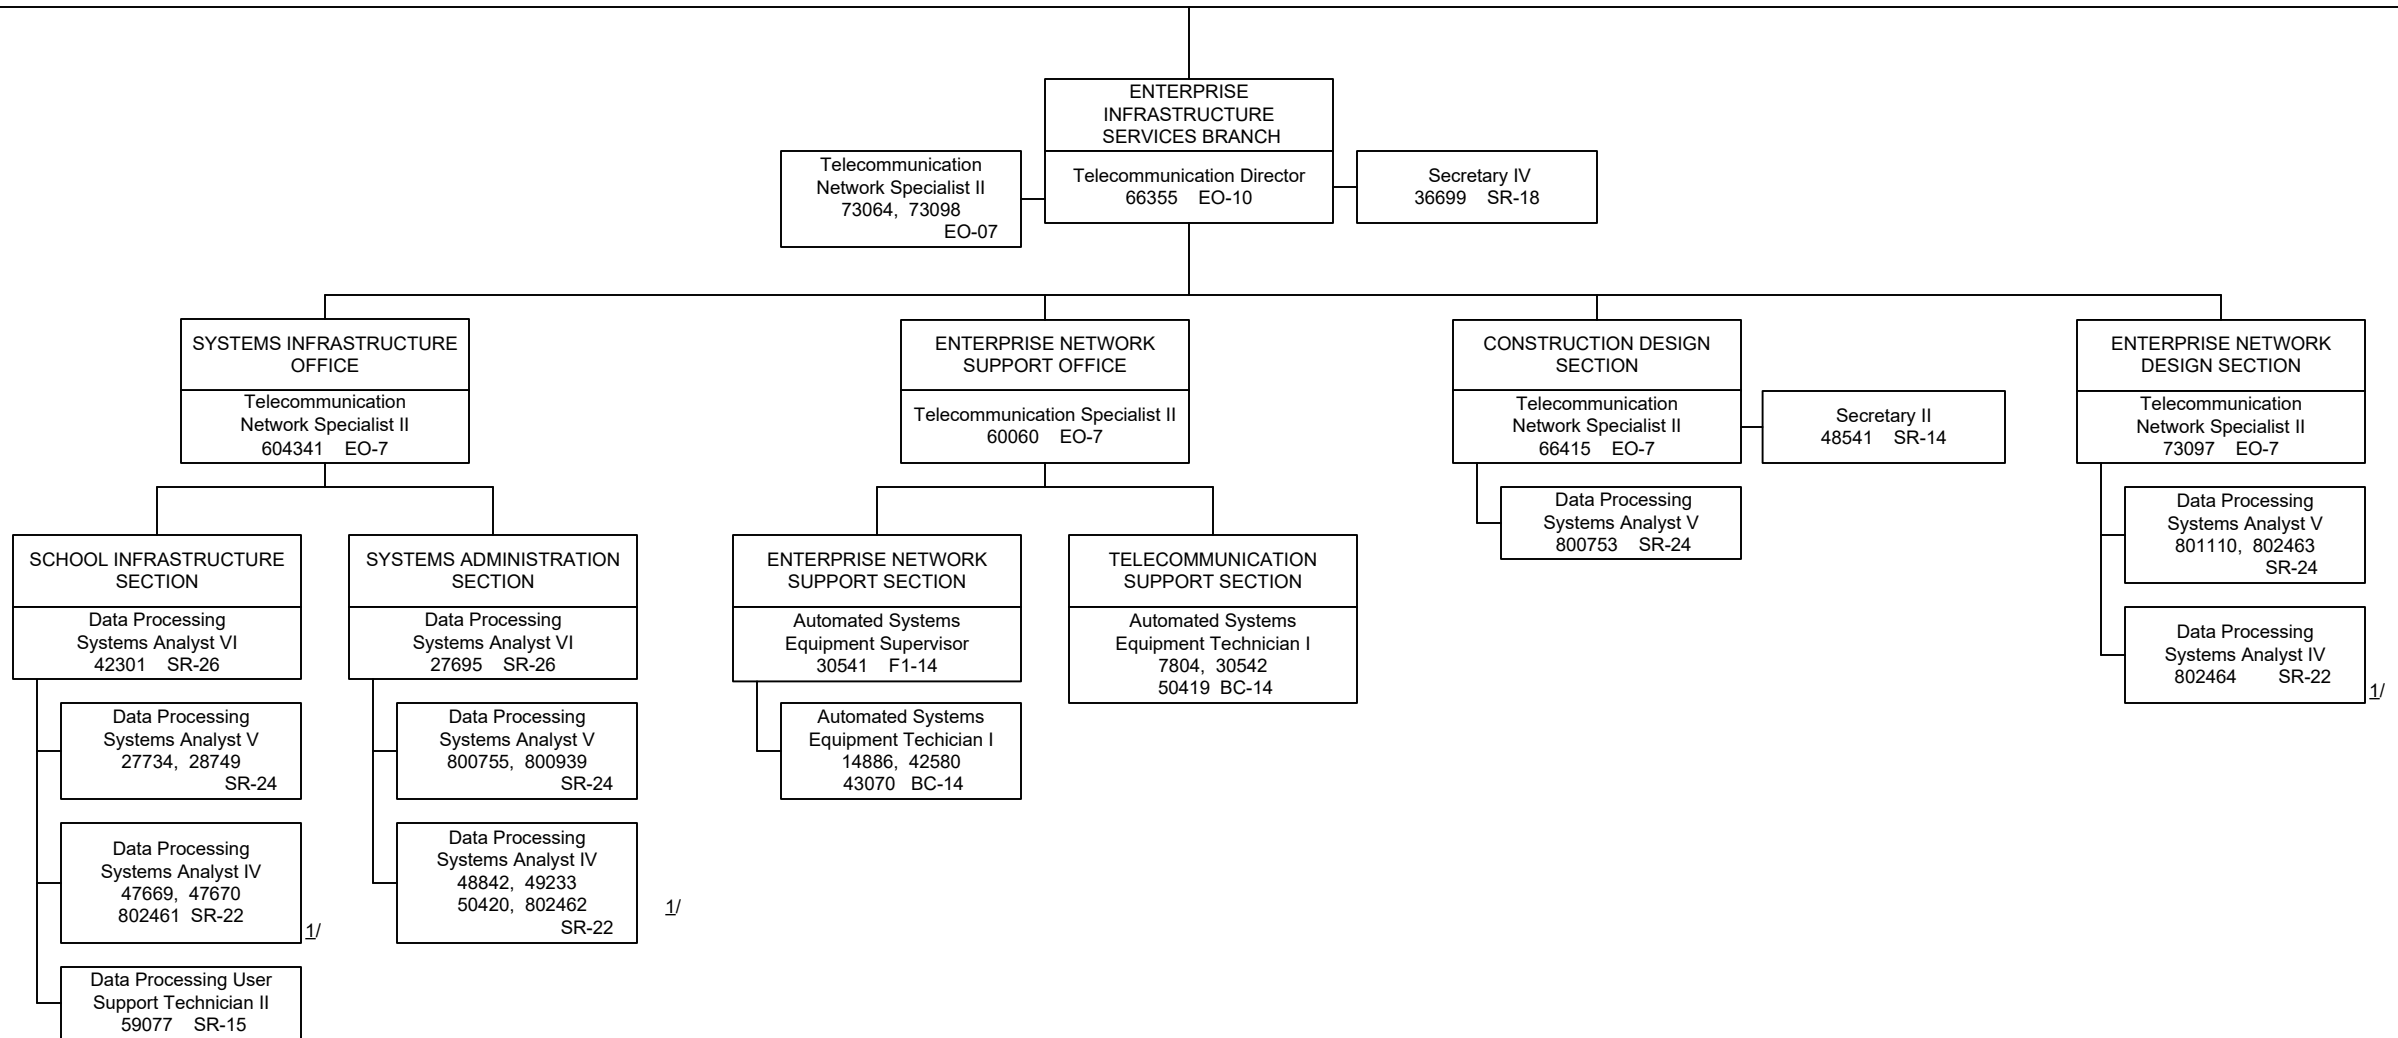 ENTERPRISE
INFRASTRUCTURE
SERVICES BRANCH
Telecommunication Director
66355 EO-10
Telecommunication
Network Specialist II
73064, 73098
EO-07
Secretary IV
36699 SR-18
SYSTEMS INFRASTRUCTURE
OFFICE
Telecommunication
Network Specialist II
604341 EO-7
ENTERPRISE NETWORK
SUPPORT OFFICE
Telecommunication Specialist II
60060 EO-7
CONSTRUCTION DESIGN
SECTION
Telecommunication
Network Specialist II
66415 EO-7
Secretary II
48541 SR-14
ENTERPRISE NETWORK
DESIGN SECTION
Telecommunication
Network Specialist II
73097 EO-7
SCHOOL INFRASTRUCTURE
SECTION
Data Processing
Systems Analyst VI
42301 SR-26
Data Processing
Systems Analyst V
27734, 28749
SR-24
Data Processing
Systems Analyst IV
47669, 47670
802461 SR-22
1/
Data Processing User
Support Technician II
59077 SR-15
SYSTEMS ADMINISTRATION
SECTION
Data Processing
Systems Analyst VI
27695 SR-26
Data Processing
Systems Analyst V
800755, 800939
SR-24
Data Processing
Systems Analyst IV
48842, 49233
50420, 802462
SR-22
1/
ENTERPRISE NETWORK
SUPPORT SECTION
Automated Systems
Equipment Supervisor
30541 F1-14
Automated Systems
Equipment Techician I
14886, 42580
43070 BC-14
TELECOMMUNICATION
SUPPORT SECTION
Automated Systems
Equipment Technician I
7804, 30542
50419 BC-14
Data Processing
Systems Analyst V
800753 SR-24
Data Processing
Systems Analyst V
801110, 802463
SR-24
Data Processing
Systems Analyst IV
802464 SR-22
1/